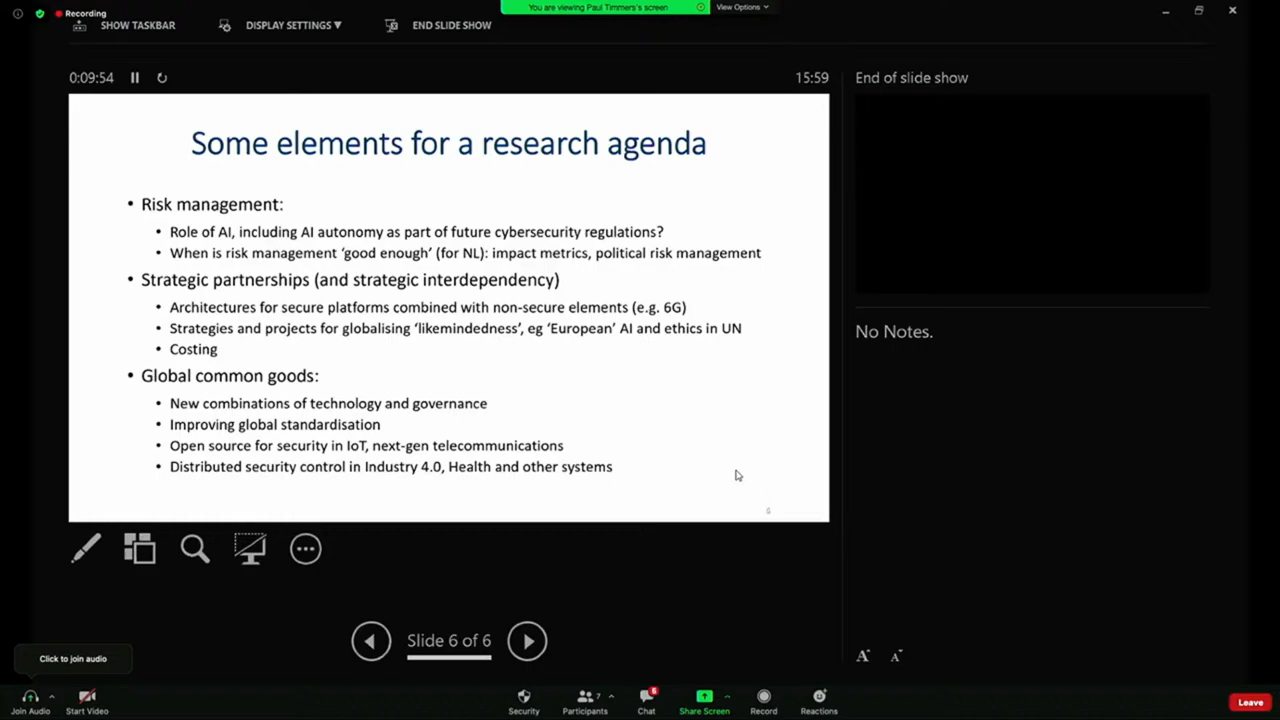 Recording
You are viewing Paul Timmers's screen
View Options
SHOW TASKBAR
DISPLAY SETTINGS ▼
END SLIDE SHOW
0:09:54
15:59
End of slide show
Some elements for a research agenda
• Risk management:
• Role of AI, including AI autonomy as part of future cybersecurity regulations?
• When is risk management ‘good enough’ (for NL): impact metrics, political risk management
• Strategic partnerships (and strategic interdependency)
• Architectures for secure platforms combined with non-secure elements (e.g. 6G)
• Strategies and projects for globalising ‘likemindedness’, eg ‘European’ AI and ethics in UN
• Costing
• Global common goods:
• New combinations of technology and governance
• Improving global standardisation
• Open source for security in IoT, next-gen telecommunications
• Distributed security control in Industry 4.0, Health and other systems
6
No Notes.
Slide 6 of 6
A A
Click to join audio
Join Audio
Start Video
Security
Participants 7
Chat
Share Screen
Record
Reactions
Leave